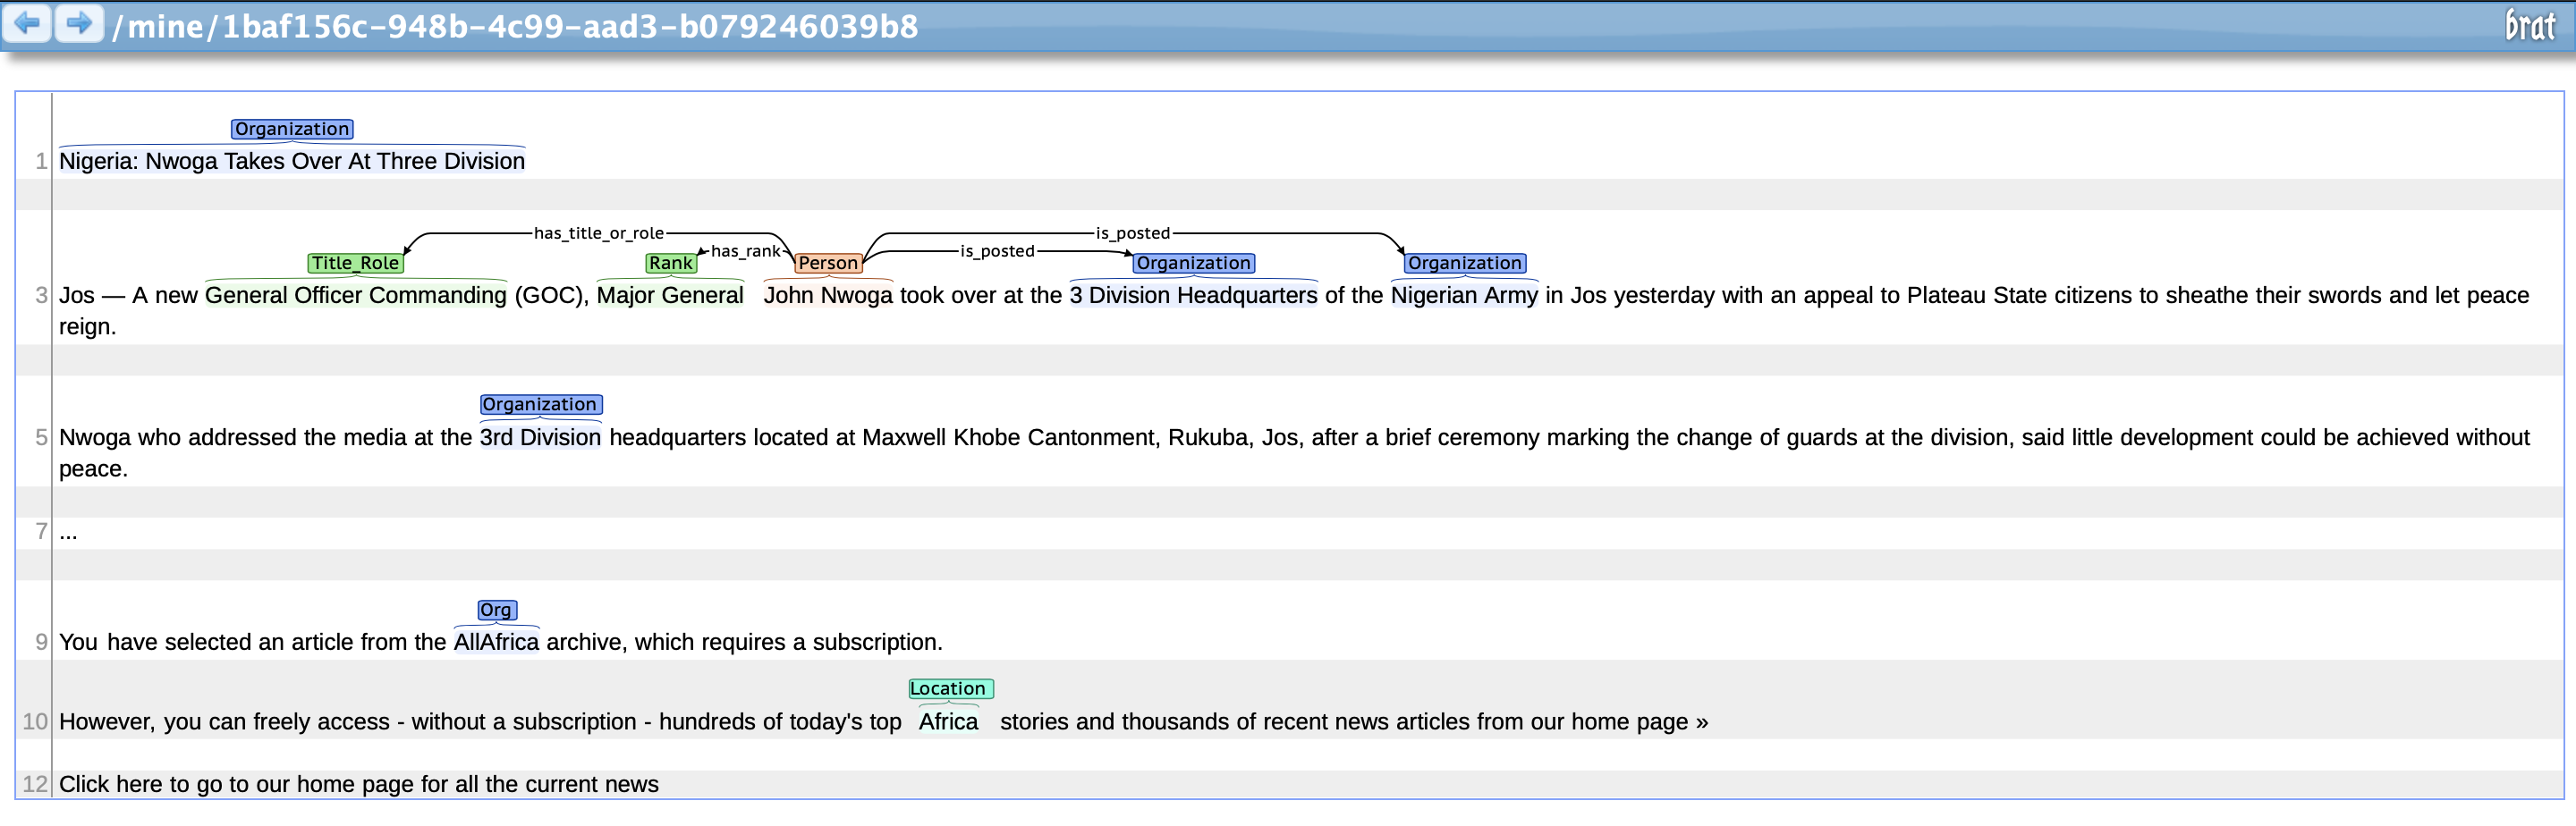 /mine/1baf156c-948b-4c99-aad3-b079246039b8
brat
Organization
1 Nigeria: Nwoga Takes Over At Three Division
has_title_or_role is_posted
has_rank is_posted
Title_Role Rank Person Organization Organization
3 Jos — A new General Officer Commanding (GOC), Major General John Nwoga took over at the 3 Division Headquarters of the Nigerian Army in Jos yesterday with an appeal to Plateau State citizens to sheathe their swords and let peace
reign.
Organization
5 Nwoga who addressed the media at the 3rd Division headquarters located at Maxwell Khobe Cantonment, Rukuba, Jos, after a brief ceremony marking the change of guards at the division, said little development could be achieved without
peace.
7 ...
Org
9 You have selected an article from the AllAfrica archive, which requires a subscription.
Location
10 However, you can freely access - without a subscription - hundreds of today's top Africa stories and thousands of recent news articles from our home page »
12 Click here to go to our home page for all the current news